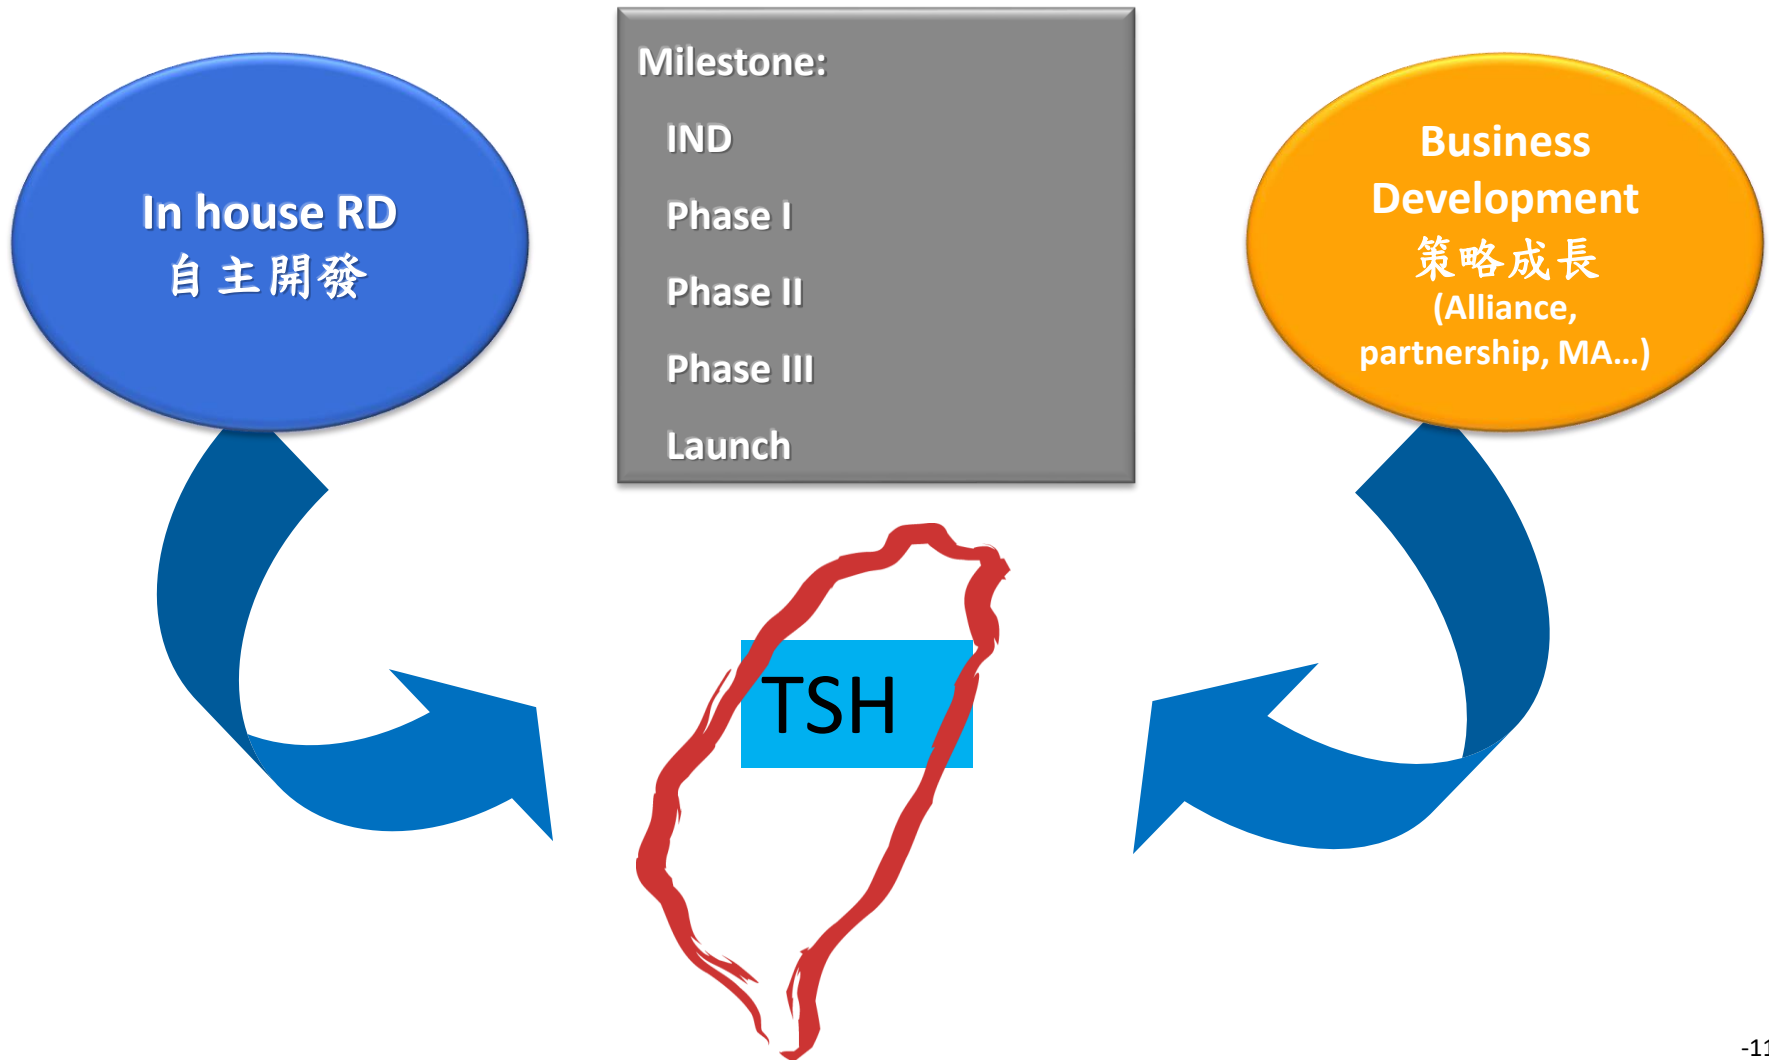 In house RD
自主開發
Milestone:
IND
Phase I
Phase II
Phase III
Launch
Business
Development
策略成長
(Alliance,
partnership, MA...)
TSH
-11